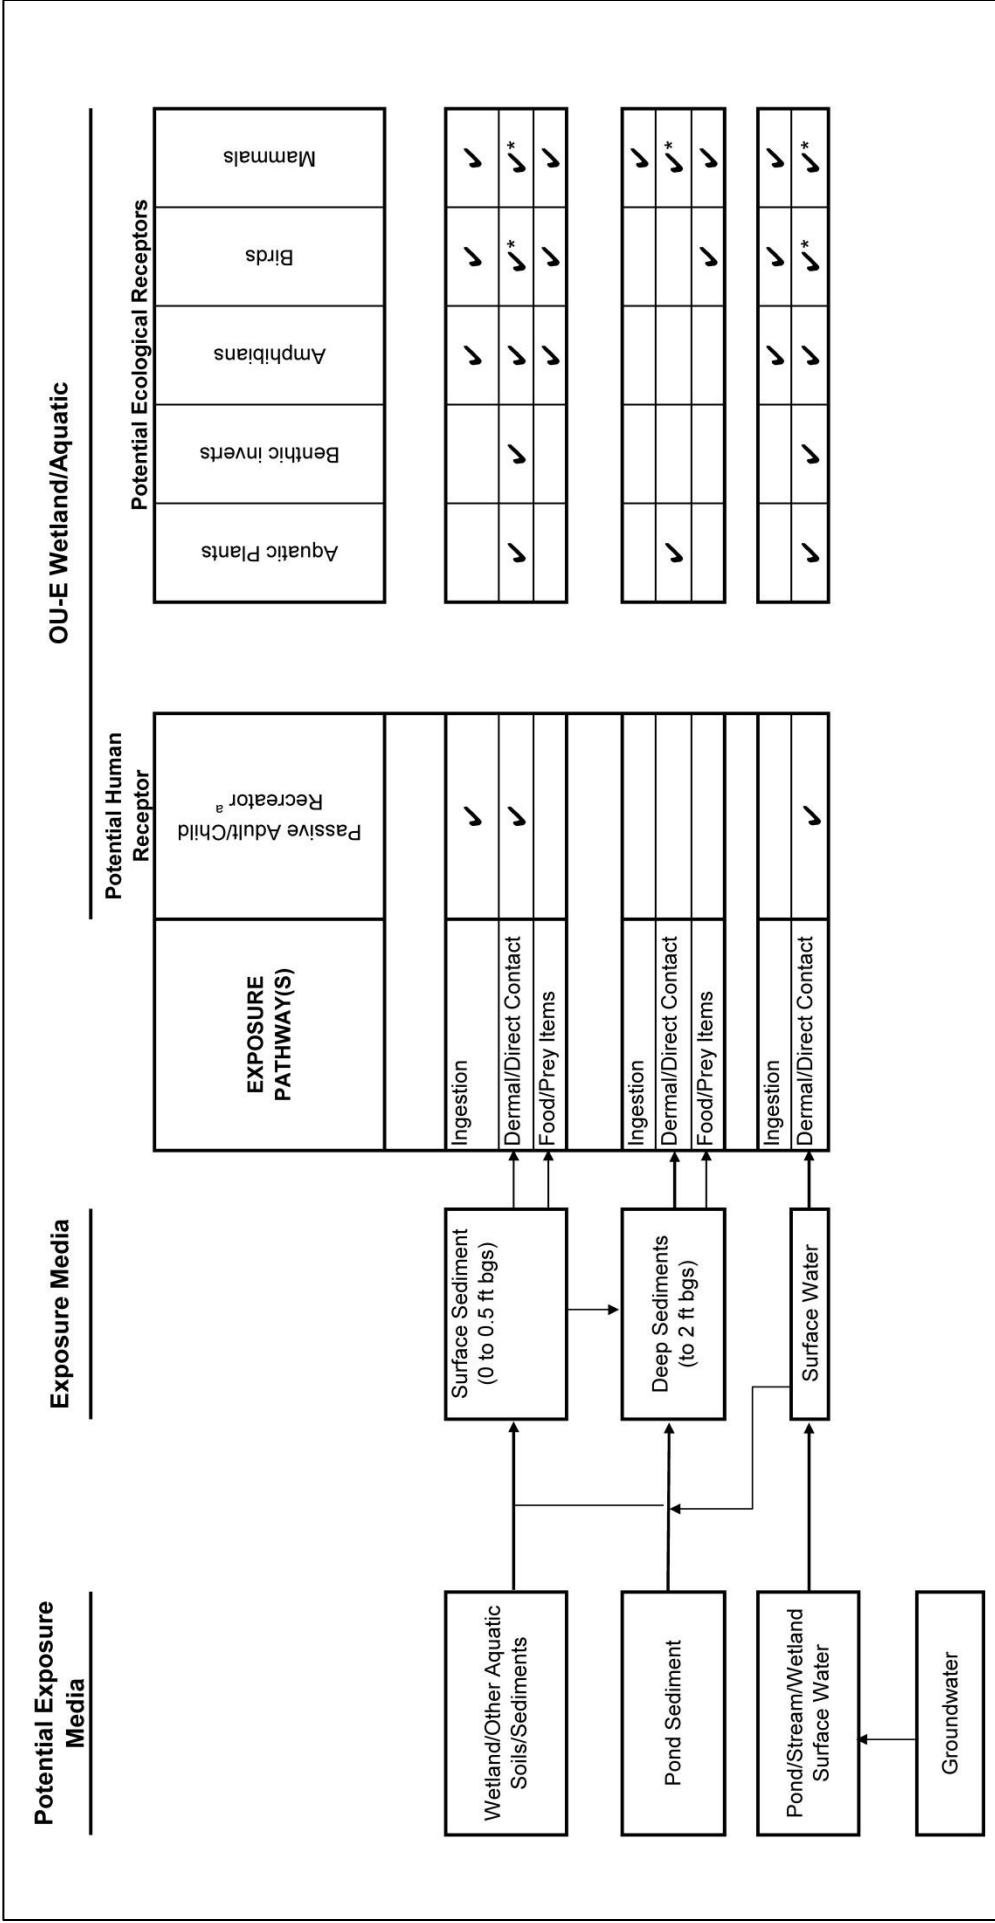 OU-E Wetland/Aquatic
Potential Exposure
Media
Exposure Media
Potential Human
Receptor
Potential Ecological Receptors
EXPOSURE
PATHWAY(S)
Passive Adult/Child
Recreator a
Aquatic Plants
Benthic inverts
Amphibians
Birds
Mammals
Wetland/Other Aquatic
Soils/Sediments
Surface Sediment
(0 to 0.5 ft bgs)
Ingestion ✓ ✓ ✓ ✓
Dermal/Direct Contact ✓ ✓ ✓ ✓ ✓* ✓*
Food/Prey Items ✓ ✓ ✓
Pond Sediment
Deep Sediments
(to 2 ft bgs)
Ingestion ✓
Dermal/Direct Contact ✓ ✓*
Food/Prey Items ✓ ✓
Pond/Stream/Wetland
Surface Water
Surface Water
Ingestion ✓ ✓ ✓
Dermal/Direct Contact ✓ ✓ ✓ ✓ ✓* ✓*
Groundwater